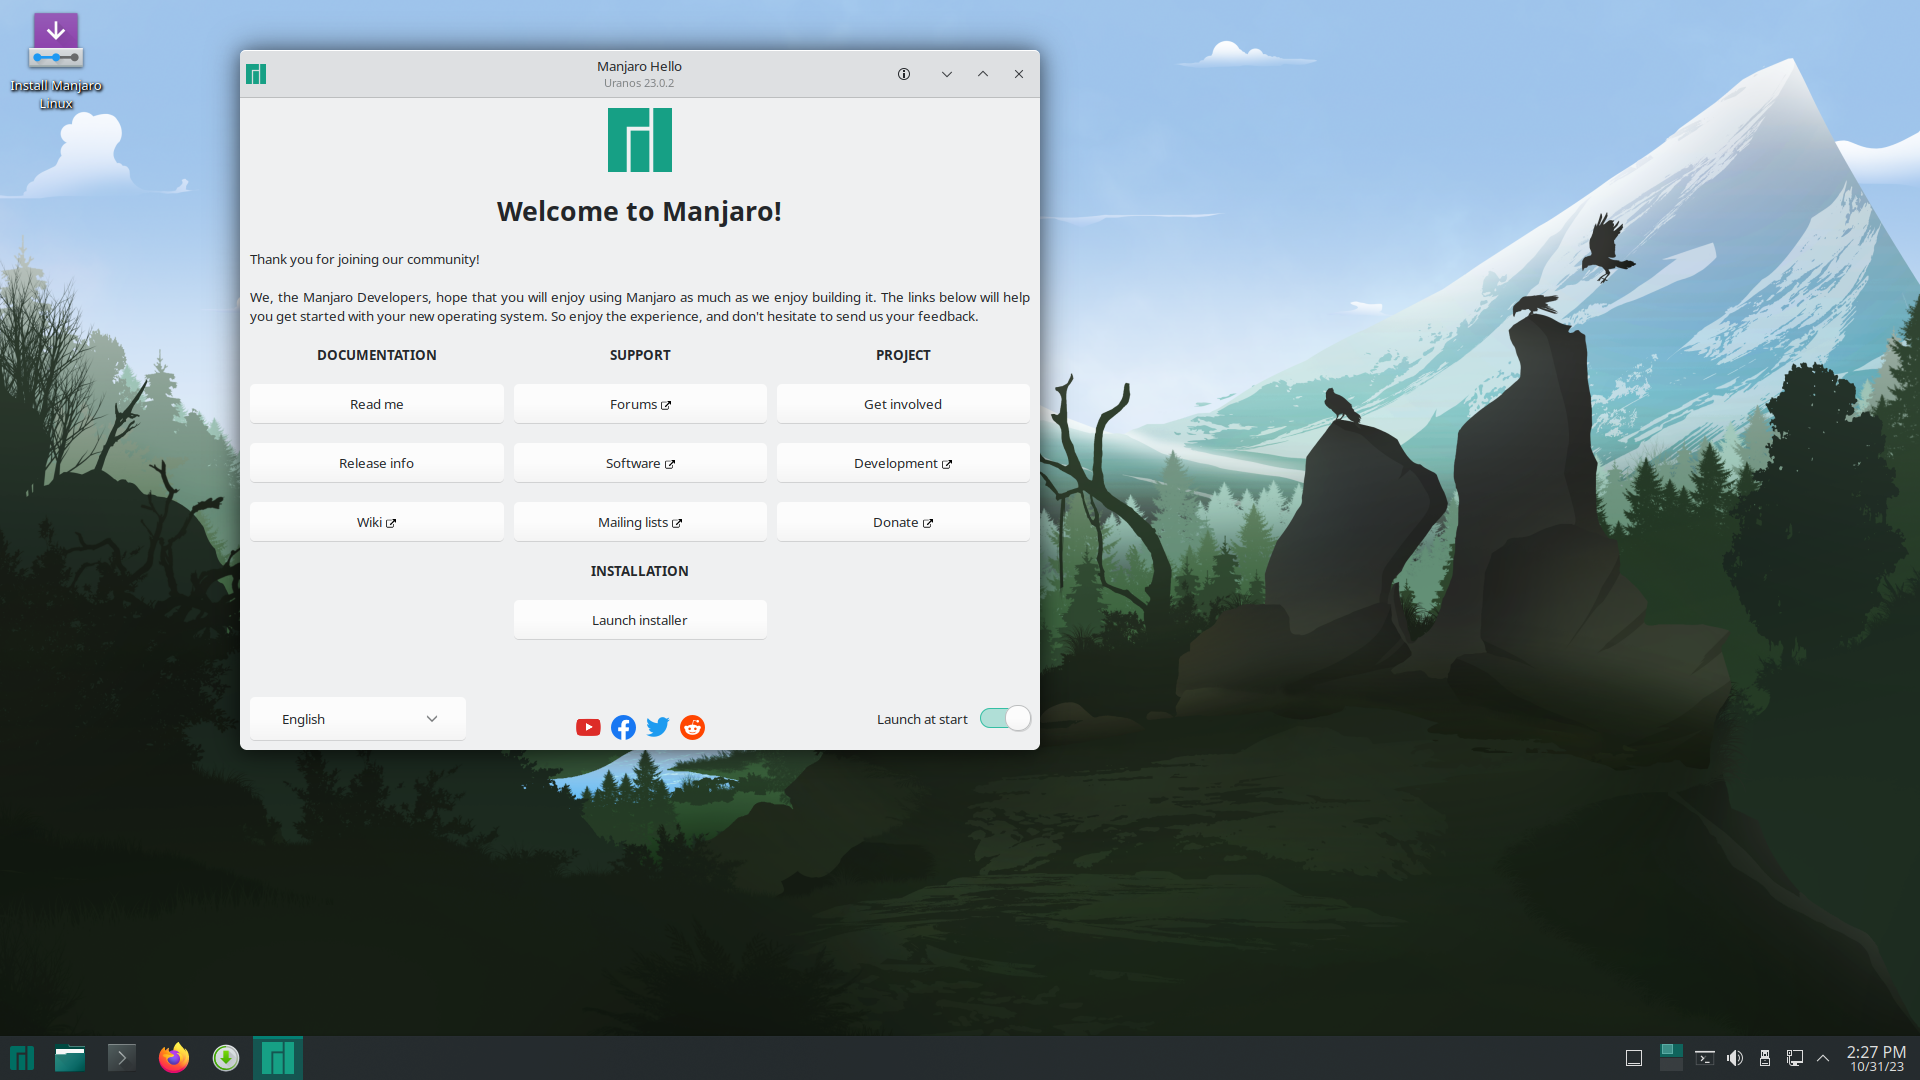 Install Manjaro
Linux
Manjaro Hello
Uranos 23.0.2
Welcome to Manjaro!
Thank you for joining our community!
We, the Manjaro Developers, hope that you will enjoy using Manjaro as much as we enjoy building it. The links below will help
you get started with your new operating system. So enjoy the experience, and don't hesitate to send us your feedback.
DOCUMENTATION SUPPORT PROJECT
Read me Forums Get involved
Release info Software Development
Wiki Mailing lists Donate
INSTALLATION
Launch installer
English Launch at start
2:27 PM
10/31/23